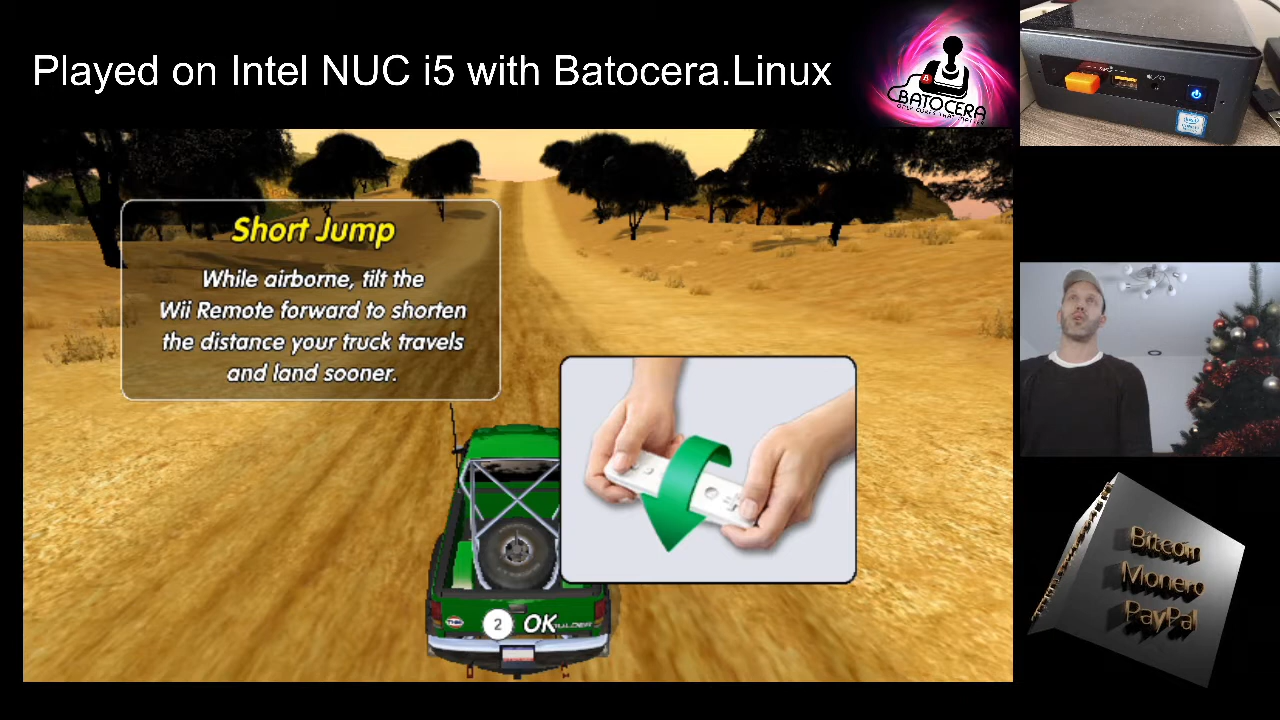 Played on Intel NUC i5 with Batocera.Linux
BATOCERA
Short Jump
While airborne, tilt the
Wii Remote forward to shorten
the distance your truck travels
and land sooner.
2 OK
Bitcoin
Monero
PayPal